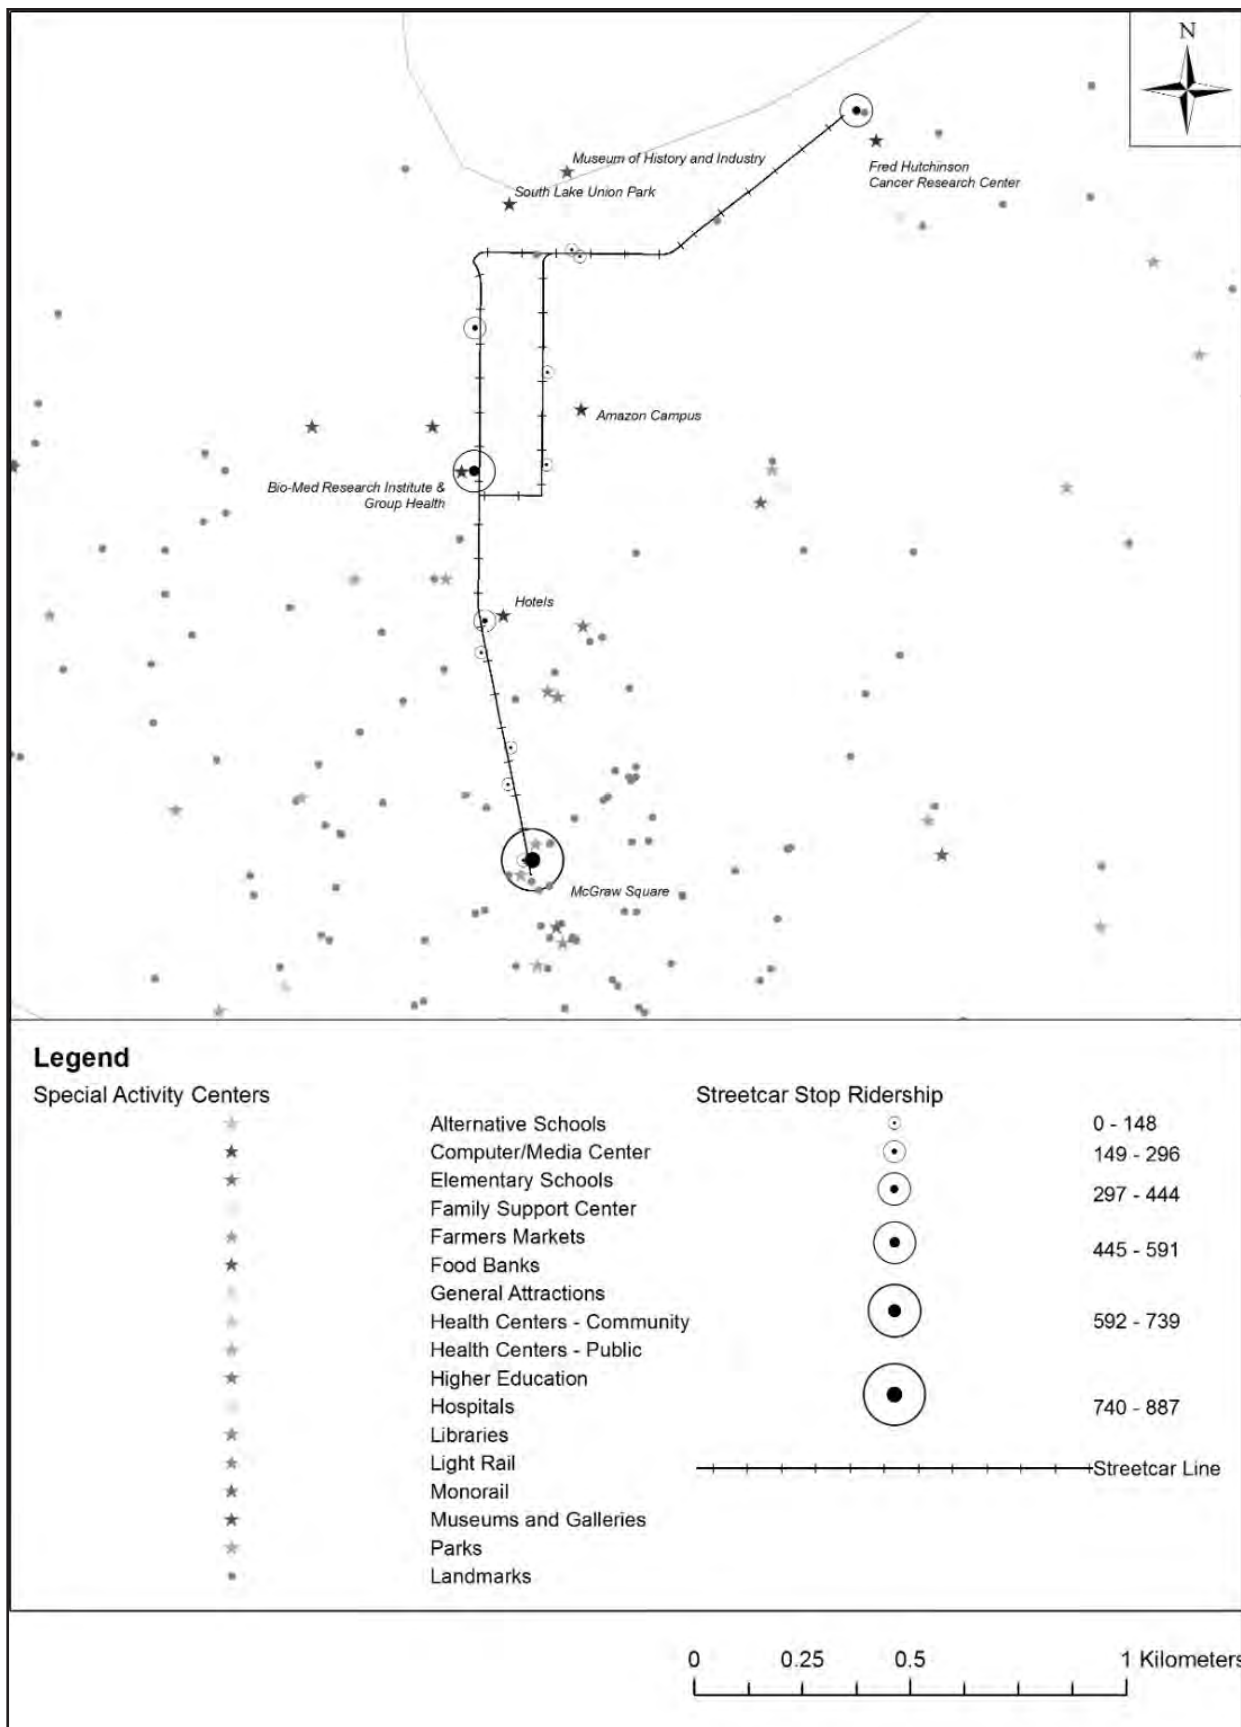 N
Museum of History and Industry
Fred Hutchinson
Cancer Research Center
South Lake Union Park
Amazon Campus
Bio-Med Research Institute &
Group Health
Hotels
McGraw Square
Legend
Special Activity Centers
Alternative Schools
Computer/Media Center
Elementary Schools
Family Support Center
Farmers Markets
Food Banks
General Attractions
Health Centers - Community
Health Centers - Public
Higher Education
Hospitals
Libraries
Light Rail
Monorail
Museums and Galleries
Parks
Landmarks
Streetcar Stop Ridership
0 - 148
149 - 296
297 - 444
445 - 591
592 - 739
740 - 887
Streetcar Line
0 0.25 0.5 1 Kilometers